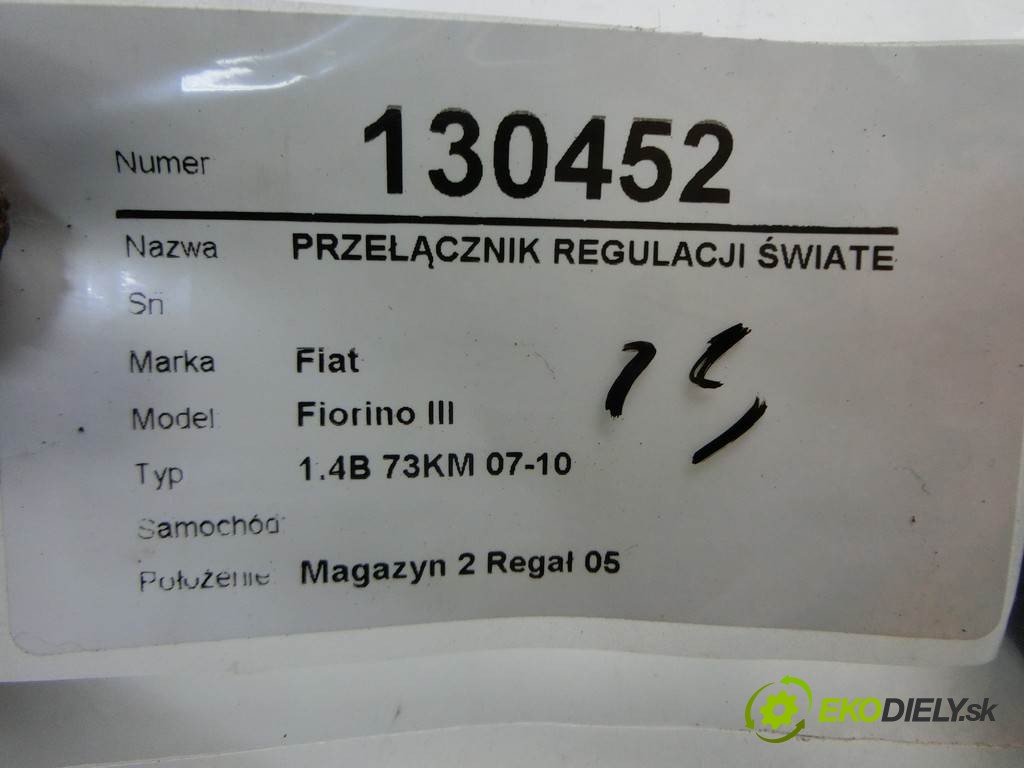 Numer 130452
Nazwa PRZEŁĄCZNIK REGULACJI ŚWIATE
Sn
Marka Fiat
Model Fiorino III
Typ 1.4B 73KM 07-10
Samochód
Położenie Magazyn 2 Regał 05
EKODIELY.sk